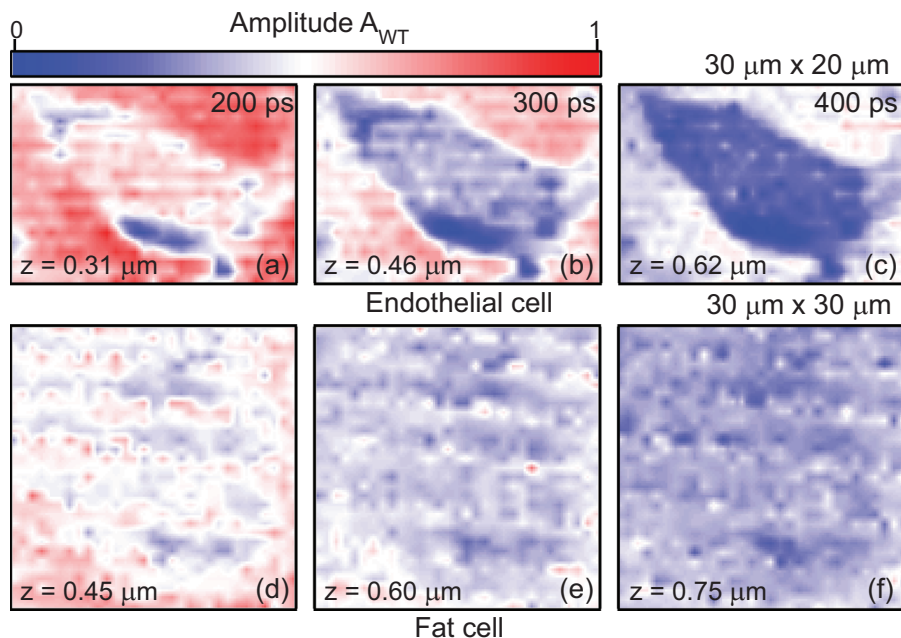 Amplitude A_WT
0 1
30 μm x 20 μm
200 ps 300 ps 400 ps
z = 0.31 μm (a) z = 0.46 μm (b) z = 0.62 μm (c)
Endothelial cell
30 μm x 30 μm
z = 0.45 μm (d) z = 0.60 μm (e) z = 0.75 μm (f)
Fat cell